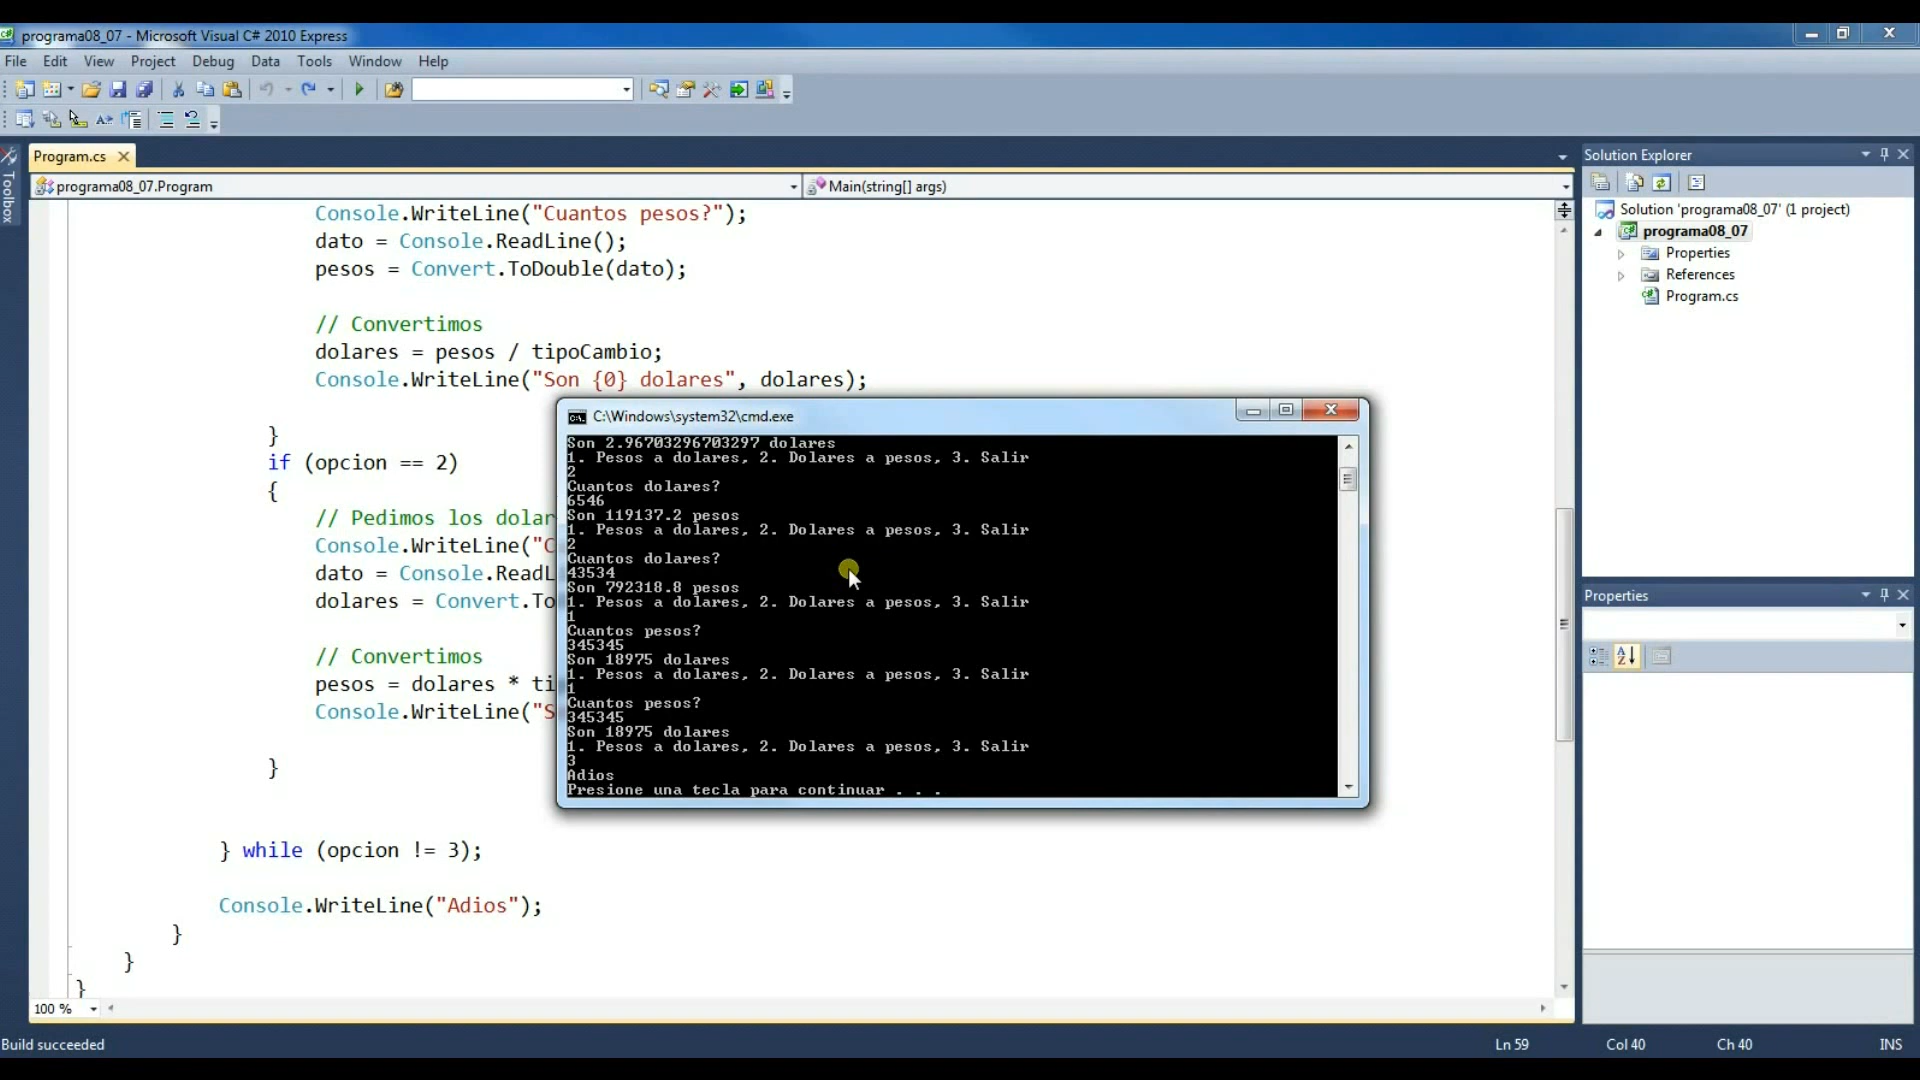 programa08_07 - Microsoft Visual C# 2010 Express
File Edit View Project Debug Data Tools Window Help
Toolbox
Program.cs
programa08_07.Program
Main(string[] args)
Console.WriteLine("Cuantos pesos?");
dato = Console.ReadLine();
pesos = Convert.ToDouble(dato);
// Convertimos
dolares = pesos / tipoCambio;
Console.WriteLine("Son {0} dolares", dolares);
}
if (opcion == 2)
{
// Pedimos los dolar
Console.WriteLine("C
dato = Console.ReadL
dolares = Convert.To
// Convertimos
pesos = dolares * ti
Console.WriteLine("S
}
} while (opcion != 3);
Console.WriteLine("Adios");
}
}
}
100 %
C:\Windows\system32\cmd.exe
Son 2.96703296703297 dolares
1. Pesos a dolares, 2. Dolares a pesos, 3. Salir
2
Cuantos dolares?
6546
Son 119137.2 pesos
1. Pesos a dolares, 2. Dolares a pesos, 3. Salir
2
Cuantos dolares?
43534
Son 792318.8 pesos
1. Pesos a dolares, 2. Dolares a pesos, 3. Salir
1
Cuantos pesos?
345345
Son 18975 dolares
1. Pesos a dolares, 2. Dolares a pesos, 3. Salir
1
Cuantos pesos?
345345
Son 18975 dolares
1. Pesos a dolares, 2. Dolares a pesos, 3. Salir
3
Adios
Presione una tecla para continuar . . .
Solution Explorer
Solution 'programa08_07' (1 project)
programa08_07
Properties
References
Program.cs
Properties
Build succeeded
Ln 59 Col 40 Ch 40 INS